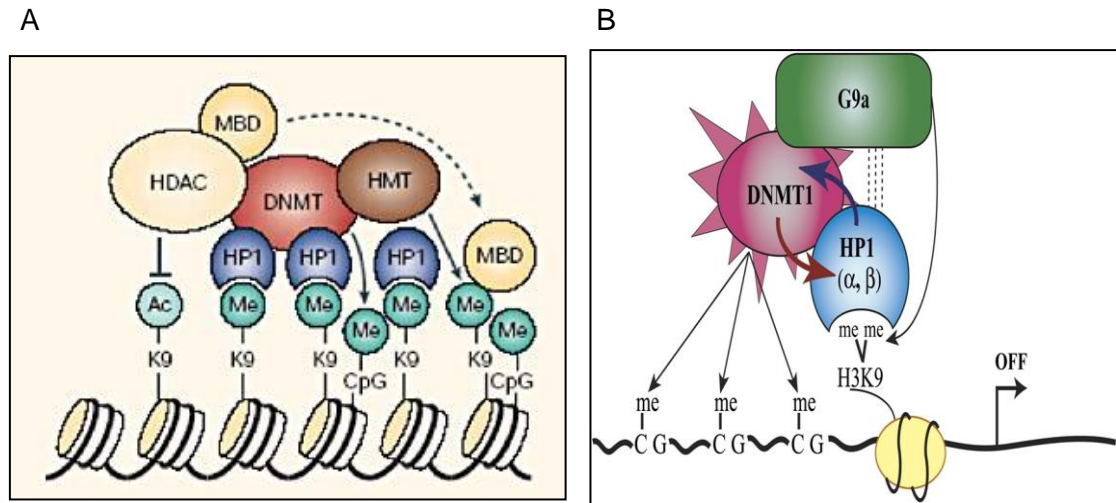 A
MBD
HDAC
HMT
DNMT
MBD
HP1 HP1 HP1
Ac Me Me Me Me Me Me
K9 K9 K9 K9 K9
CpG CpG
B
G9a
DNMT1
HP1
(α, β)
me me
H3K9
OFF
me me me
C G C G C G